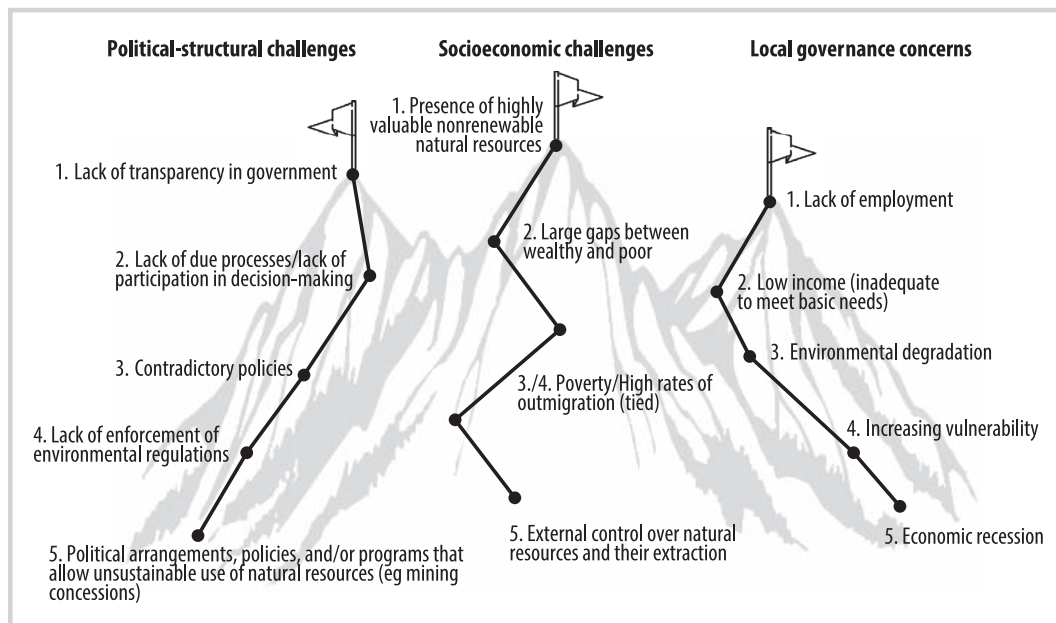 Political-structural challenges
1. Lack of transparency in government
2. Lack of due processes/lack of
participation in decision-making
3. Contradictory policies
4. Lack of enforcement of
environmental regulations
5. Political arrangements, policies, and/or programs that
allow unsustainable use of natural resources (eg mining
concessions)
Socioeconomic challenges
1. Presence of highly
valuable nonrenewable
natural resources
2. Large gaps between
wealthy and poor
3./4. Poverty/High rates of
outmigration (tied)
5. External control over natural
resources and their extraction
Local governance concerns
1. Lack of employment
2. Low income (inadequate
to meet basic needs)
3. Environmental degradation
4. Increasing vulnerability
5. Economic recession